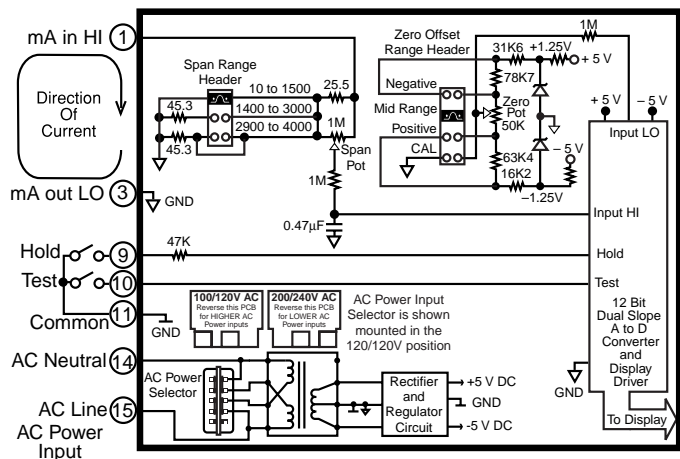 mA in HI 1
Direction
Of
Current
mA out LO 3
GND
Span Range
Header
10 to 1500
1400 to 3000
2900 to 4000
45.3
45.3
25.5
1M
Span
Pot
1M
0.47µF
Zero Offset
Range Header
Negative
Mid Range
Positive
CAL
31K6
+1.25V
+ 5 V
78K7
Zero
Pot
50K
63K4
16K2
–1.25V
– 5 V
1M
+ 5 V
– 5 V
Input LO
Input HI
Hold
Test
12 Bit
Dual Slope
A to D
Converter
and
Display
Driver
GND
To Display
Hold 9
47K
Test 10
Common 11
GND
100/120V AC
Reverse this PCB
for HIGHER AC
Power inputs
200/240V AC
Reverse this PCB
for LOWER AC
Power inputs
AC Power Input
Selector is shown
mounted in the
120/120V position
AC Neutral 14
AC Line 15
AC Power
Input
AC Power
Selector
Rectifier
and
Regulator
Circuit
+5 V DC
GND
-5 V DC